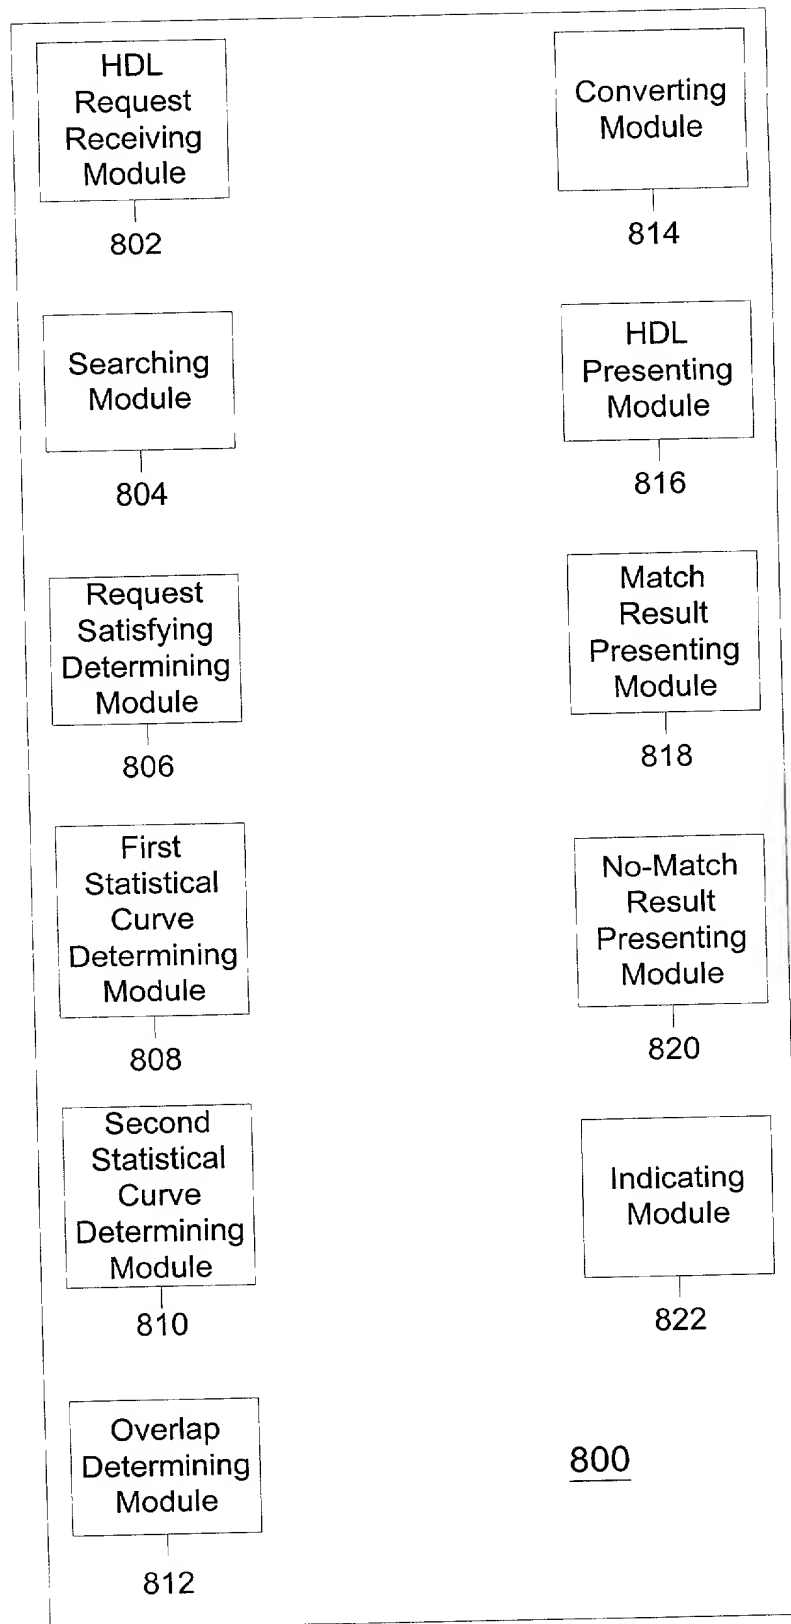 HDL
Request
Receiving
Module
802
Searching
Module
804
Request
Satisfying
Determining
Module
806
First
Statistical
Curve
Determining
Module
808
Second
Statistical
Curve
Determining
Module
810
Overlap
Determining
Module
812
Converting
Module
814
HDL
Presenting
Module
816
Match
Result
Presenting
Module
818
No-Match
Result
Presenting
Module
820
Indicating
Module
822
800